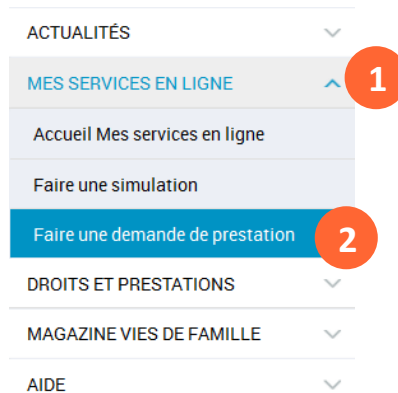 ACTUALITÉS
MES SERVICES EN LIGNE 1
Accueil Mes services en ligne
Faire une simulation
Faire une demande de prestation 2
DROITS ET PRESTATIONS
MAGAZINE VIES DE FAMILLE
AIDE